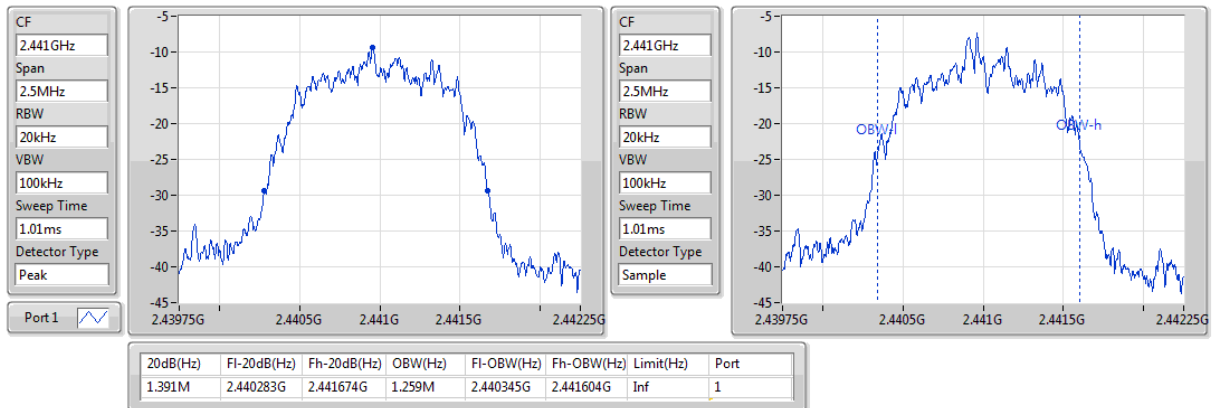 CF
2.441GHz
Span
2.5MHz
RBW
20kHz
VBW
100kHz
Sweep Time
1.01ms
Detector Type
Peak
Port 1
-5
-10
-15
-20
-25
-30
-35
-40
-45
2.43975G 2.4405G 2.441G 2.4415G 2.44225G
CF
2.441GHz
Span
2.5MHz
RBW
20kHz
VBW
100kHz
Sweep Time
1.01ms
Detector Type
Sample
-5
-10
-15
-20
-25
-30
-35
-40
-45
OBW-l OBW-h
2.43975G 2.4405G 2.441G 2.4415G 2.44225G
20dB(Hz) Fl-20dB(Hz) Fh-20dB(Hz) OBW(Hz) Fl-OBW(Hz) Fh-OBW(Hz) Limit(Hz) Port
1.391M 2.440283G 2.441674G 1.259M 2.440345G 2.441604G Inf 1